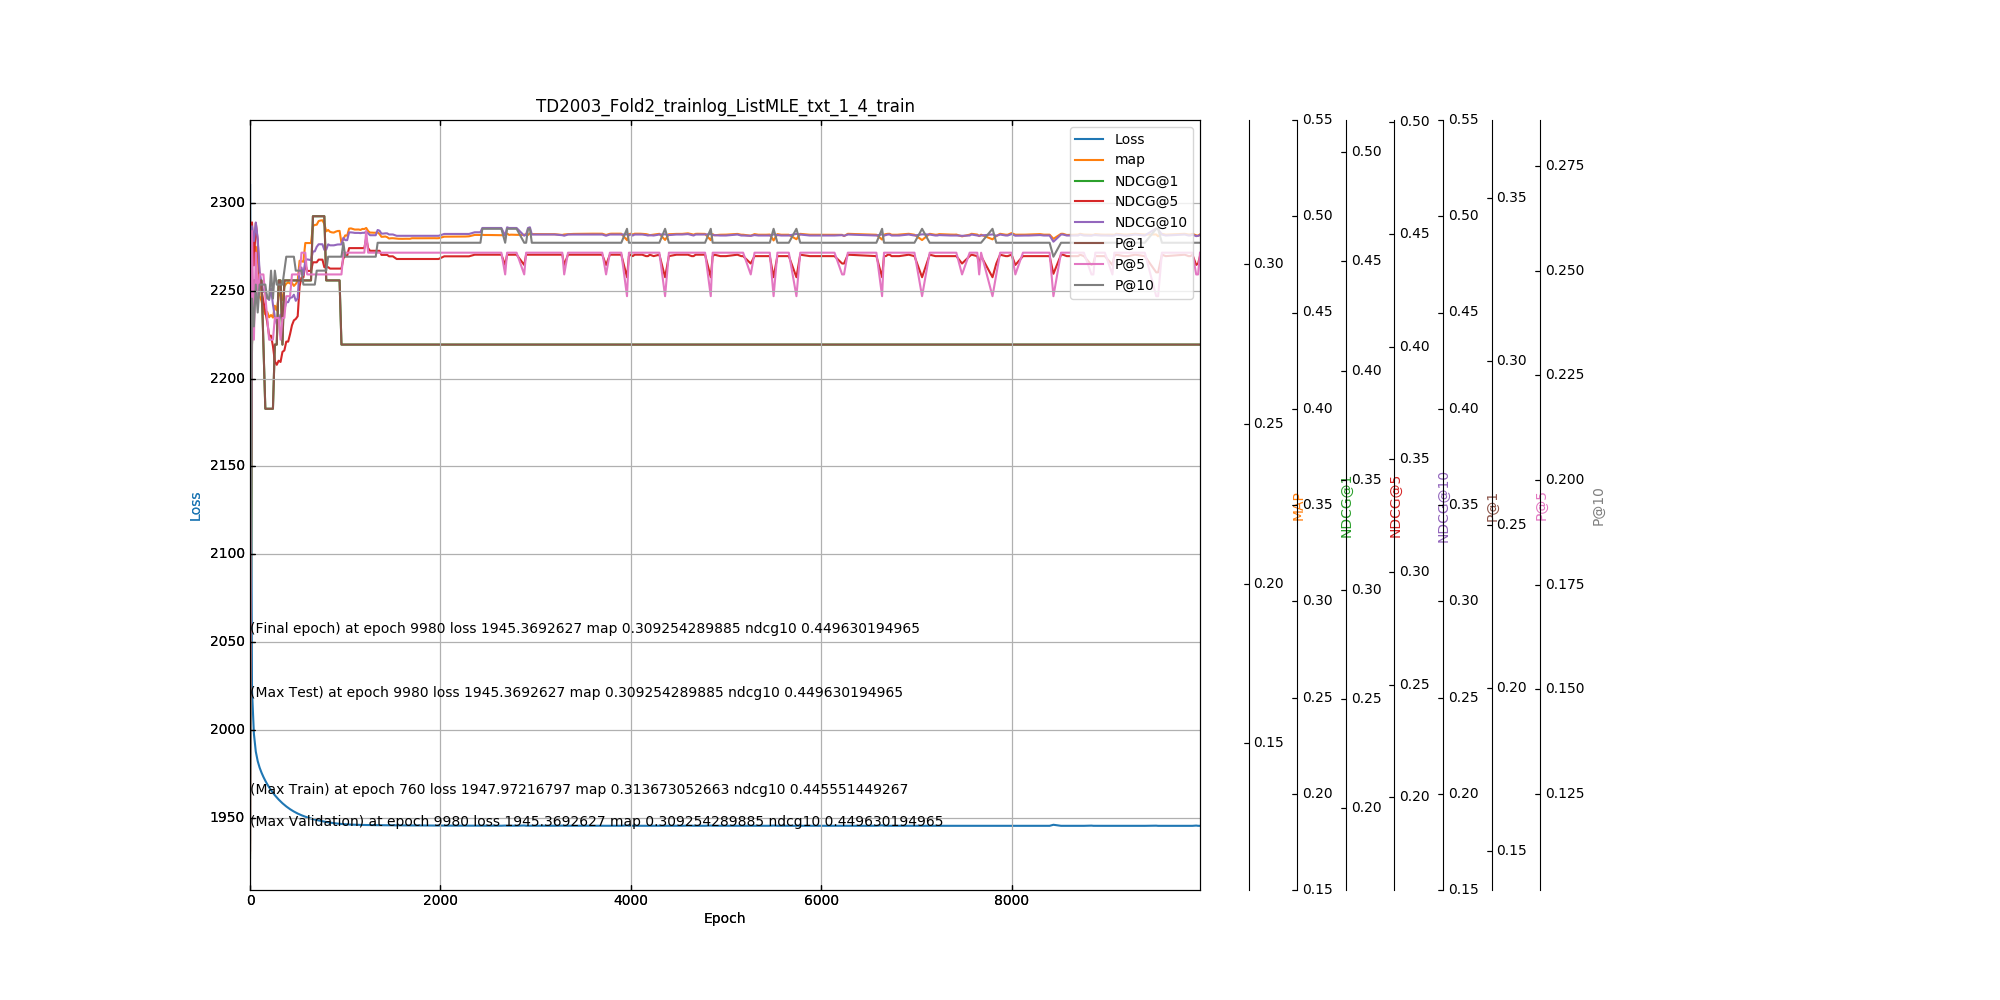 TD2003_Fold2_trainlog_ListMLE_txt_1_4_train
Loss
map
NDCG@1
NDCG@5
NDCG@10
P@1
P@5
P@10
2300
2250
2200
2150
2100
2050
2000
1950
Loss
(Final epoch) at epoch 9980 loss 1945.3692627 map 0.309254289885 ndcg10 0.449630194965
(Max Test) at epoch 9980 loss 1945.3692627 map 0.309254289885 ndcg10 0.449630194965
(Max Train) at epoch 760 loss 1947.97216797 map 0.313673052663 ndcg10 0.445551449267
(Max Validation) at epoch 9980 loss 1945.3692627 map 0.309254289885 ndcg10 0.449630194965
0 2000 4000 6000 8000
Epoch
0.30
0.25
0.20
0.15
MAP
0.55
0.50
0.45
0.40
0.35
0.30
0.25
0.20
0.15
NDCG@1
0.50
0.45
0.40
0.35
0.30
0.25
0.20
NDCG@5
0.50
0.45
0.40
0.35
0.30
0.25
0.20
NDCG@10
0.55
0.50
0.45
0.40
0.35
0.30
0.25
0.20
0.15
P@1
0.35
0.30
0.25
0.20
0.15
P@5
0.275
0.250
0.225
0.200
0.175
0.150
0.125
P@10